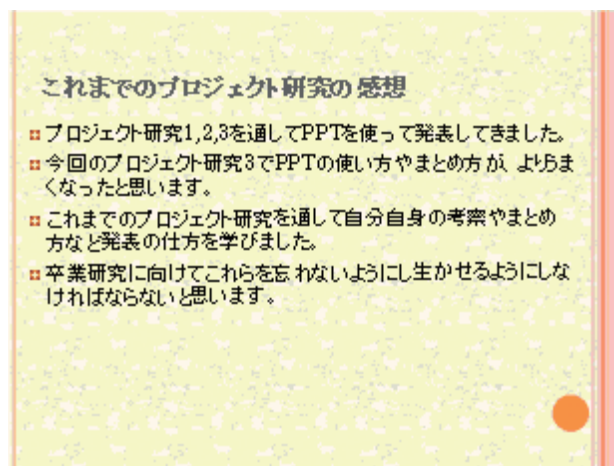 これまでのプロジェクト研究の感想
プロジェクト研究1,2,3を通してPPTを使って発表してきました。
今回のプロジェクト研究3でPPTの使い方やまとめ方が、よりうま
くなったと思います。
これまでのプロジェクト研究を通して自分自身の考察やまとめ
方など発表の仕方を学びました。
卒業研究に向けてこれらを忘れないようにし生かせるようにしな
ければならないと思います。